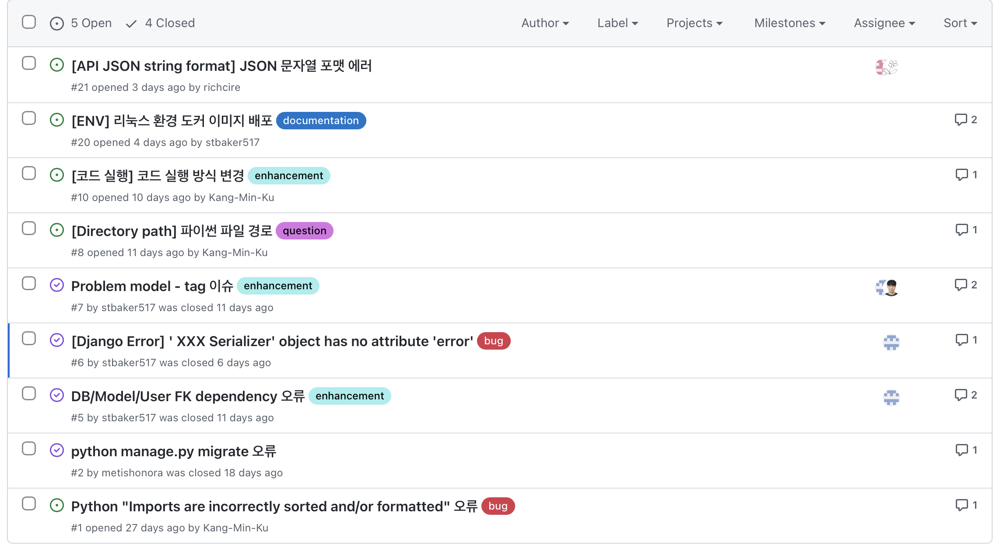 5 Open 4 Closed Author Label Projects Milestones Assignee Sort
[API JSON string format] JSON 문자열 포맷 에러
#21 opened 3 days ago by richcire
[ENV] 리눅스 환경 도커 이미지 배포 documentation 2
#20 opened 4 days ago by stbaker517
[코드 실행] 코드 실행 방식 변경 enhancement 1
#10 opened 10 days ago by Kang-Min-Ku
[Directory path] 파이썬 파일 경로 question 1
#8 opened 11 days ago by Kang-Min-Ku
Problem model - tag 이슈 enhancement 2
#7 by stbaker517 was closed 11 days ago
[Django Error] ' XXX Serializer' object has no attribute 'error' bug 1
#6 by stbaker517 was closed 6 days ago
DB/Model/User FK dependency 오류 enhancement 2
#5 by stbaker517 was closed 11 days ago
python manage.py migrate 오류 1
#2 by metishonora was closed 18 days ago
Python "Imports are incorrectly sorted and/or formatted" 오류 bug 1
#1 opened 27 days ago by Kang-Min-Ku